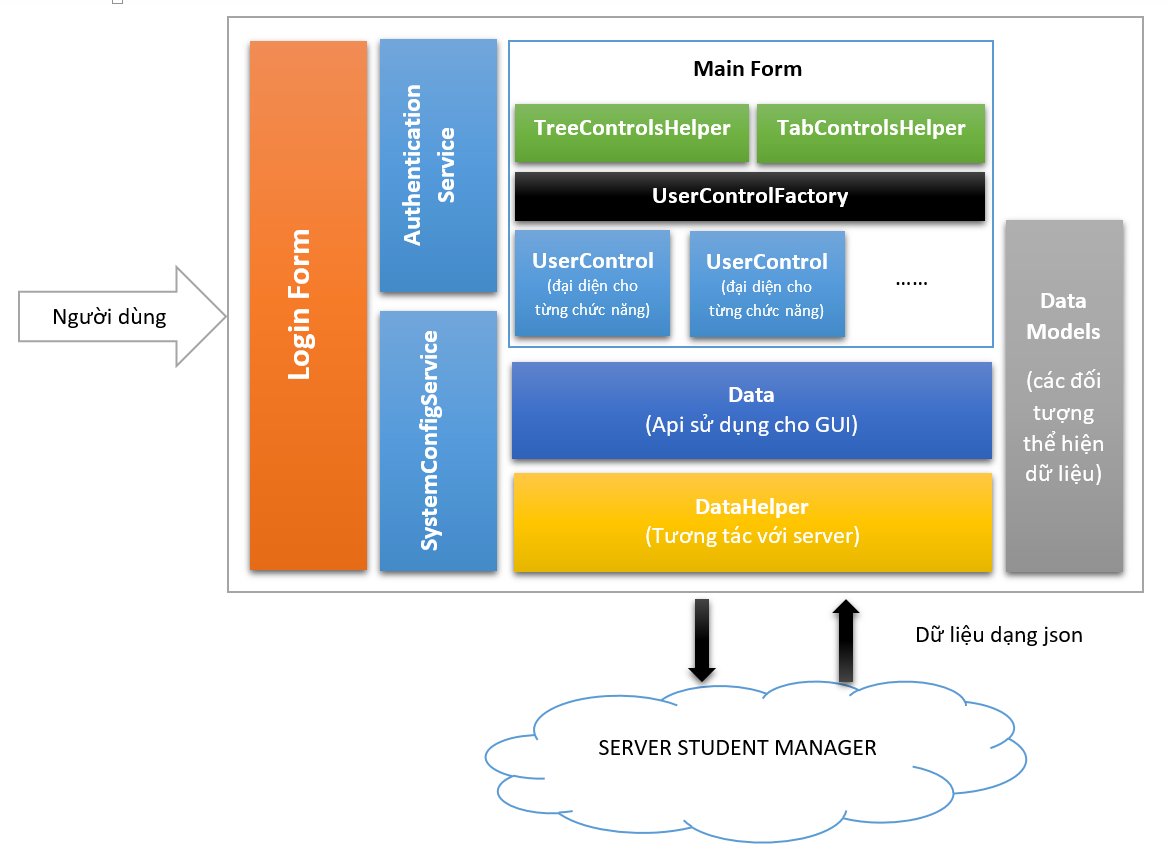 Người dùng
Login Form
Authentication
Service
SystemConfigService
Main Form
TreeControlsHelper
TabControlsHelper
UserControlFactory
UserControl
(đại diện cho
từng chức năng)
UserControl
(đại diện cho
từng chức năng)
......
Data
(Api sử dụng cho GUI)
DataHelper
(Tương tác với server)
Data
Models
(các đối
tượng
thể hiện
dữ liệu)
Dữ liệu dạng json
SERVER STUDENT MANAGER